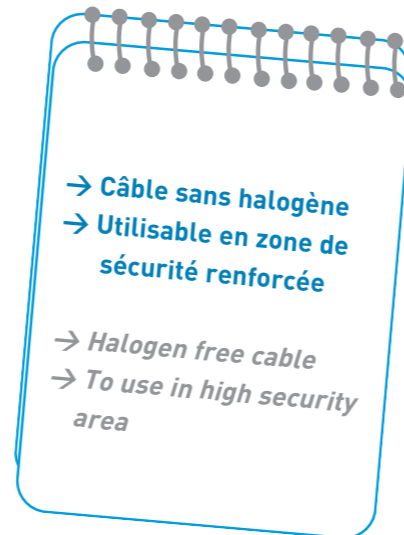 → Câble sans halogène
→ Utilisable en zone de
sécurité renforcée
→ Halogen free cable
→ To use in high security
area